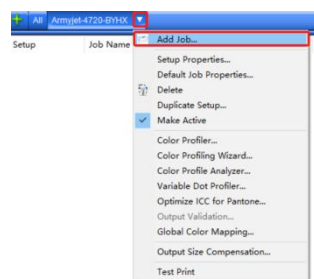 All Armyjet-4720-BYHX
Setup Job Name
Add Job...
Setup Properties...
Default Job Properties...
Delete
Duplicate Setup...
Make Active
Color Profiler...
Color Profiling Wizard...
Color Profile Analyzer...
Variable Dot Profiler...
Optimize ICC for Pantone...
Output Validation...
Global Color Mapping...
Output Size Compensation...
Test Print